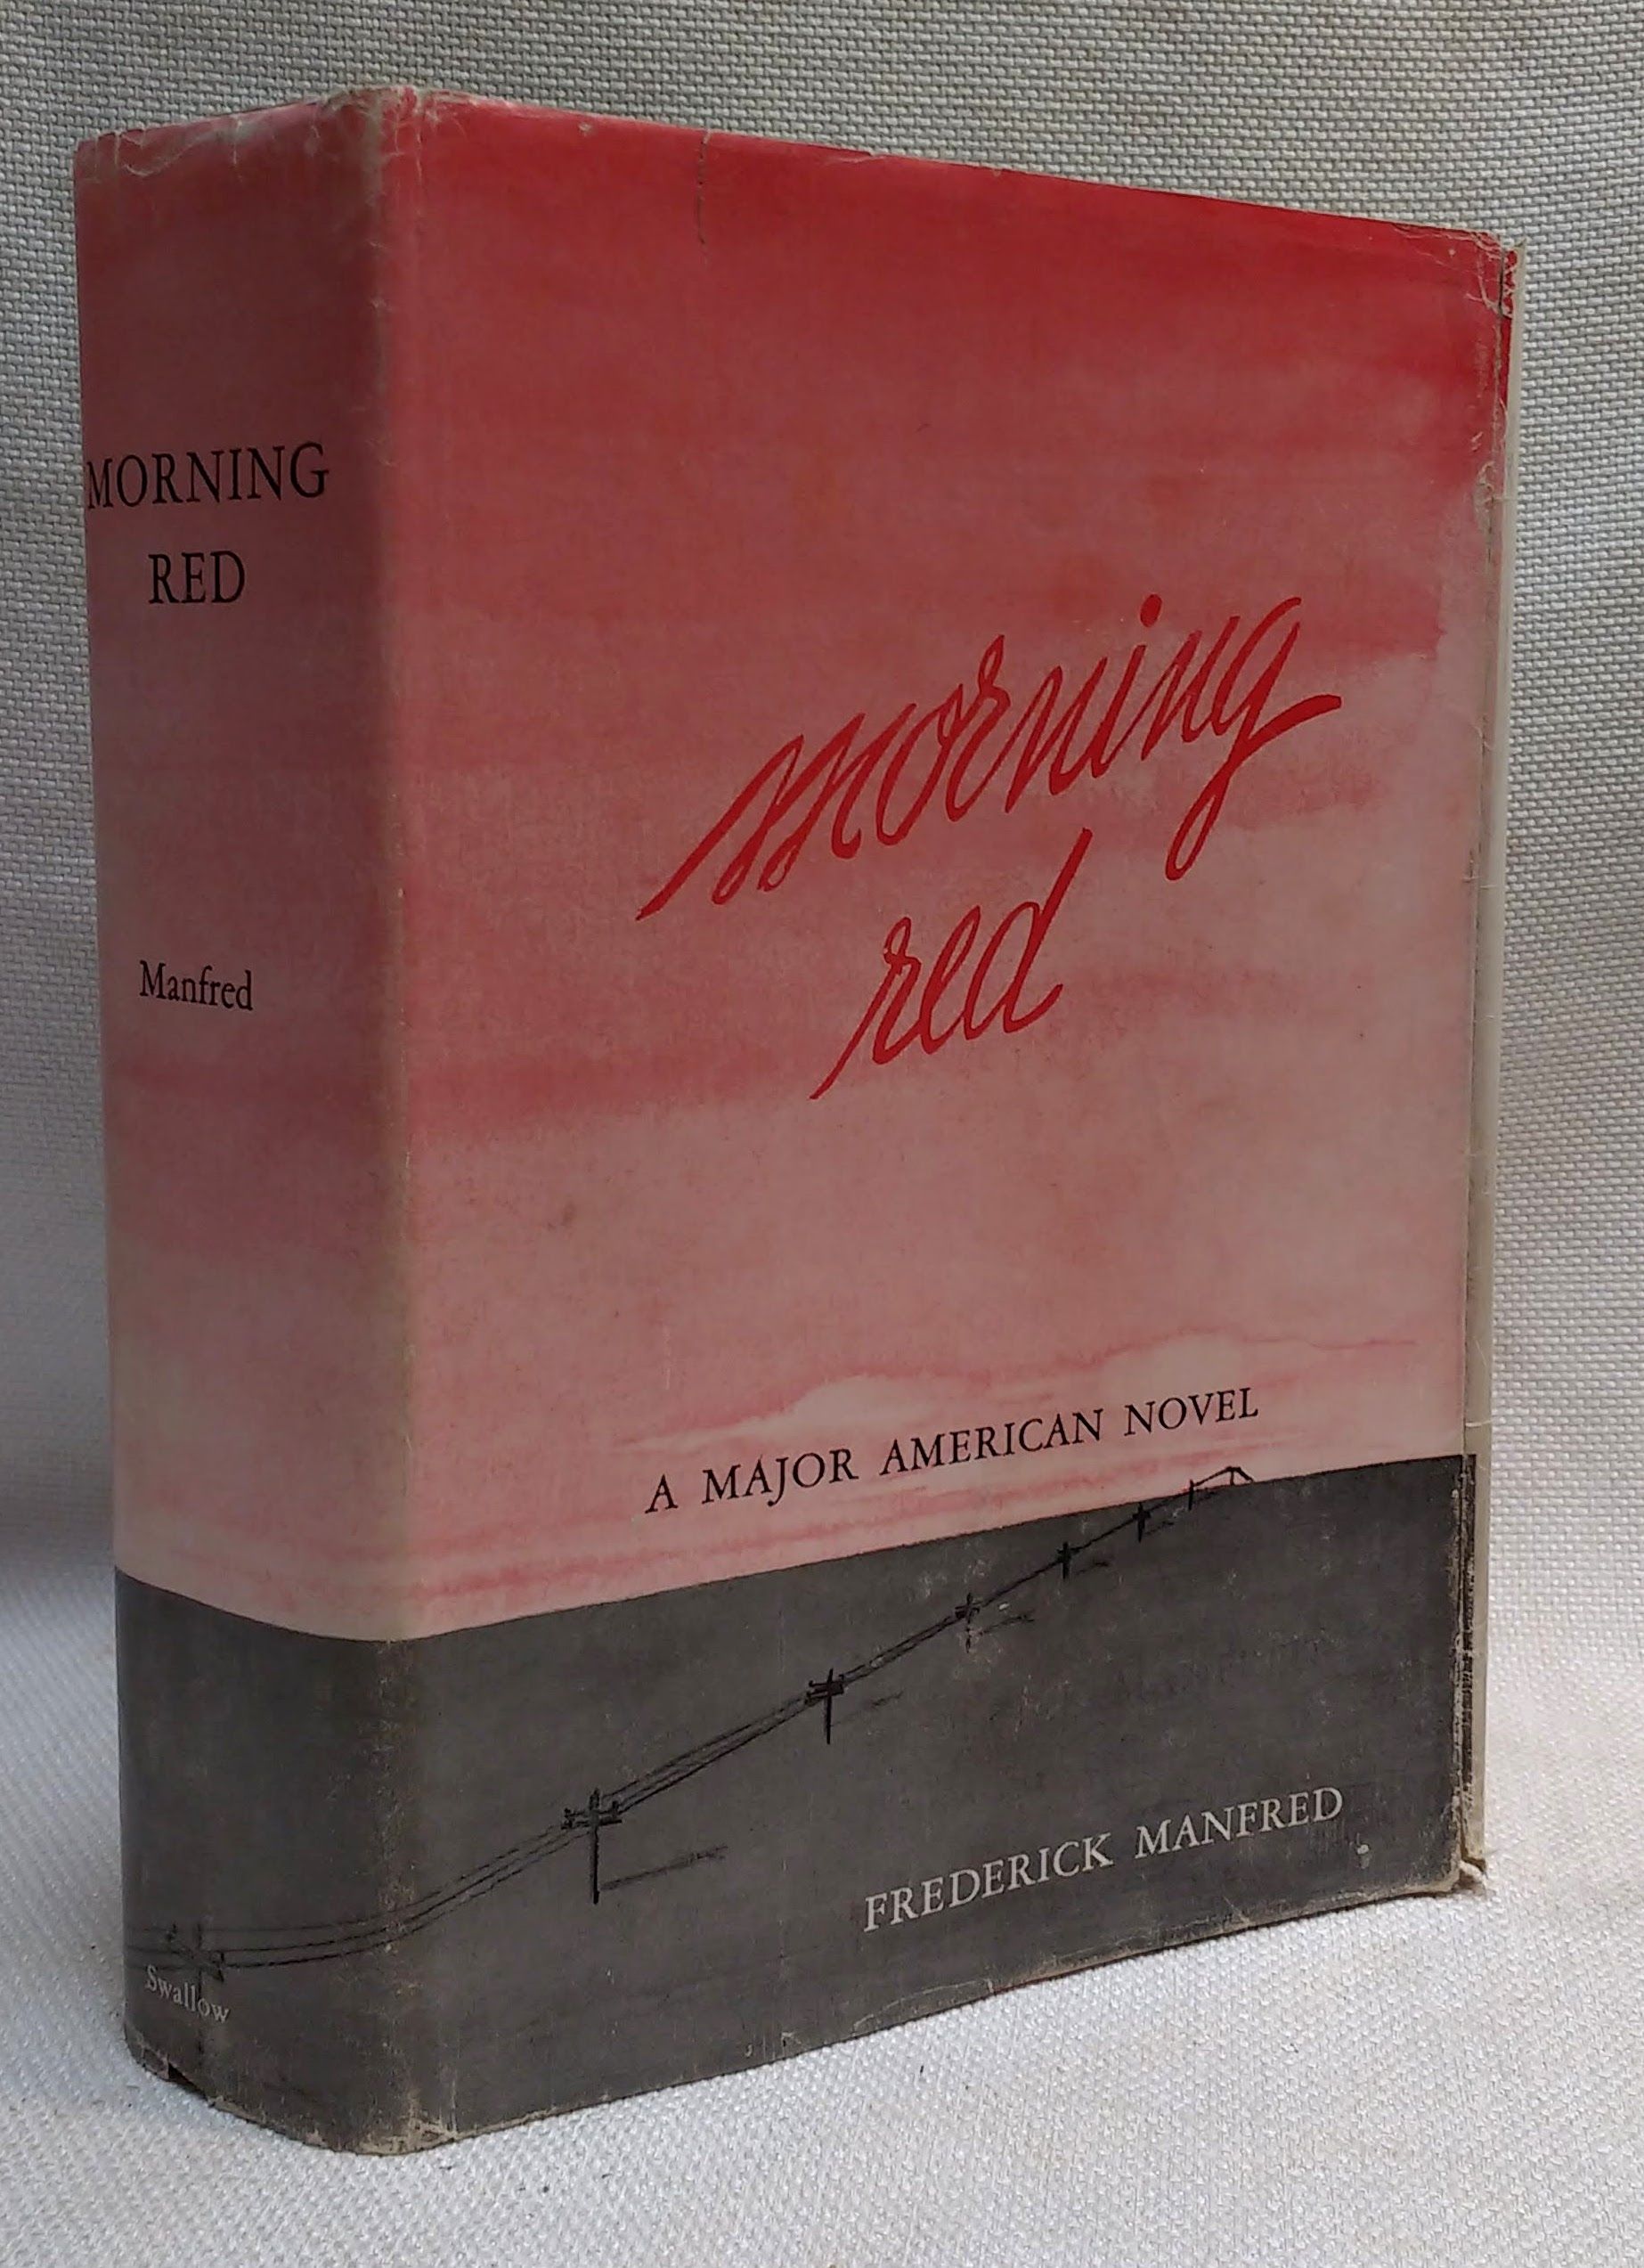 MORNING
RED
Manfred
Swallow
morning
red
A MAJOR AMERICAN NOVEL
FREDERICK MANFRED